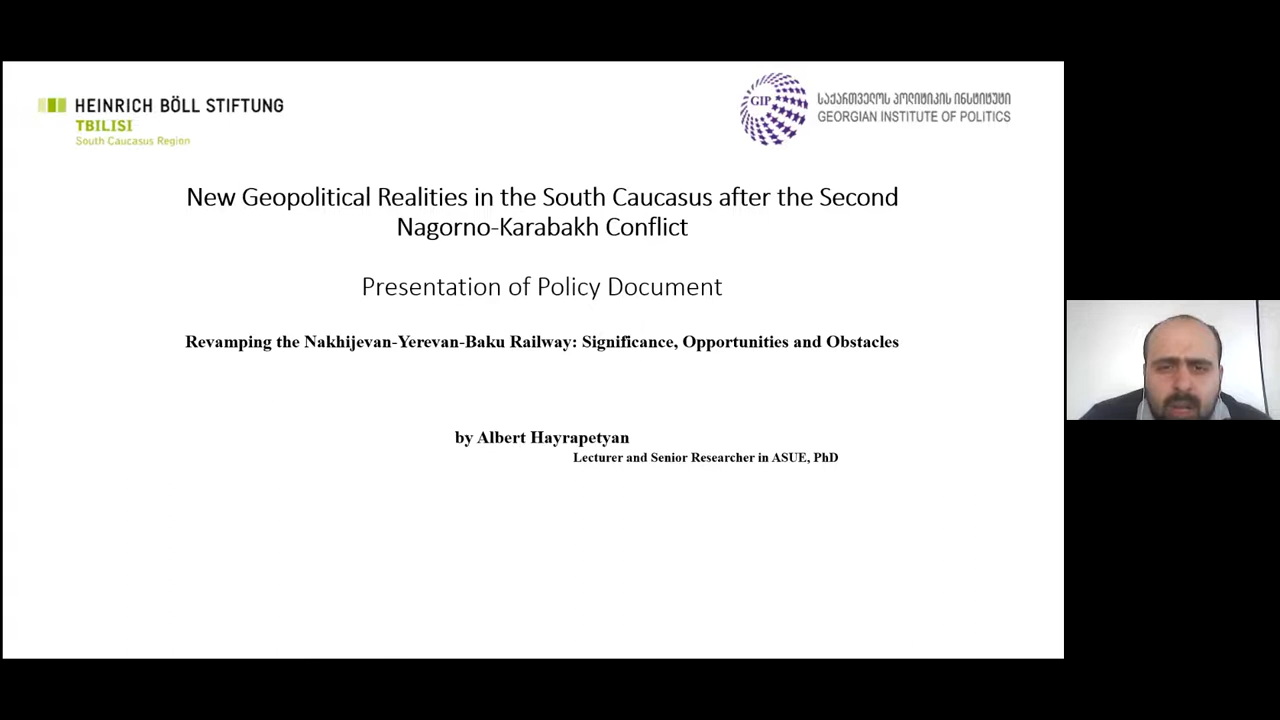 HEINRICH BÖLL STIFTUNG
TBILISI
South Caucasus Region
GIP
საქართველოს პოლიტიკის ინსტიტუტი
GEORGIAN INSTITUTE OF POLITICS
New Geopolitical Realities in the South Caucasus after the Second
Nagorno-Karabakh Conflict
Presentation of Policy Document
Revamping the Nakhijevan-Yerevan-Baku Railway: Significance, Opportunities and Obstacles
by Albert Hayrapetyan
Lecturer and Senior Researcher in ASUE, PhD